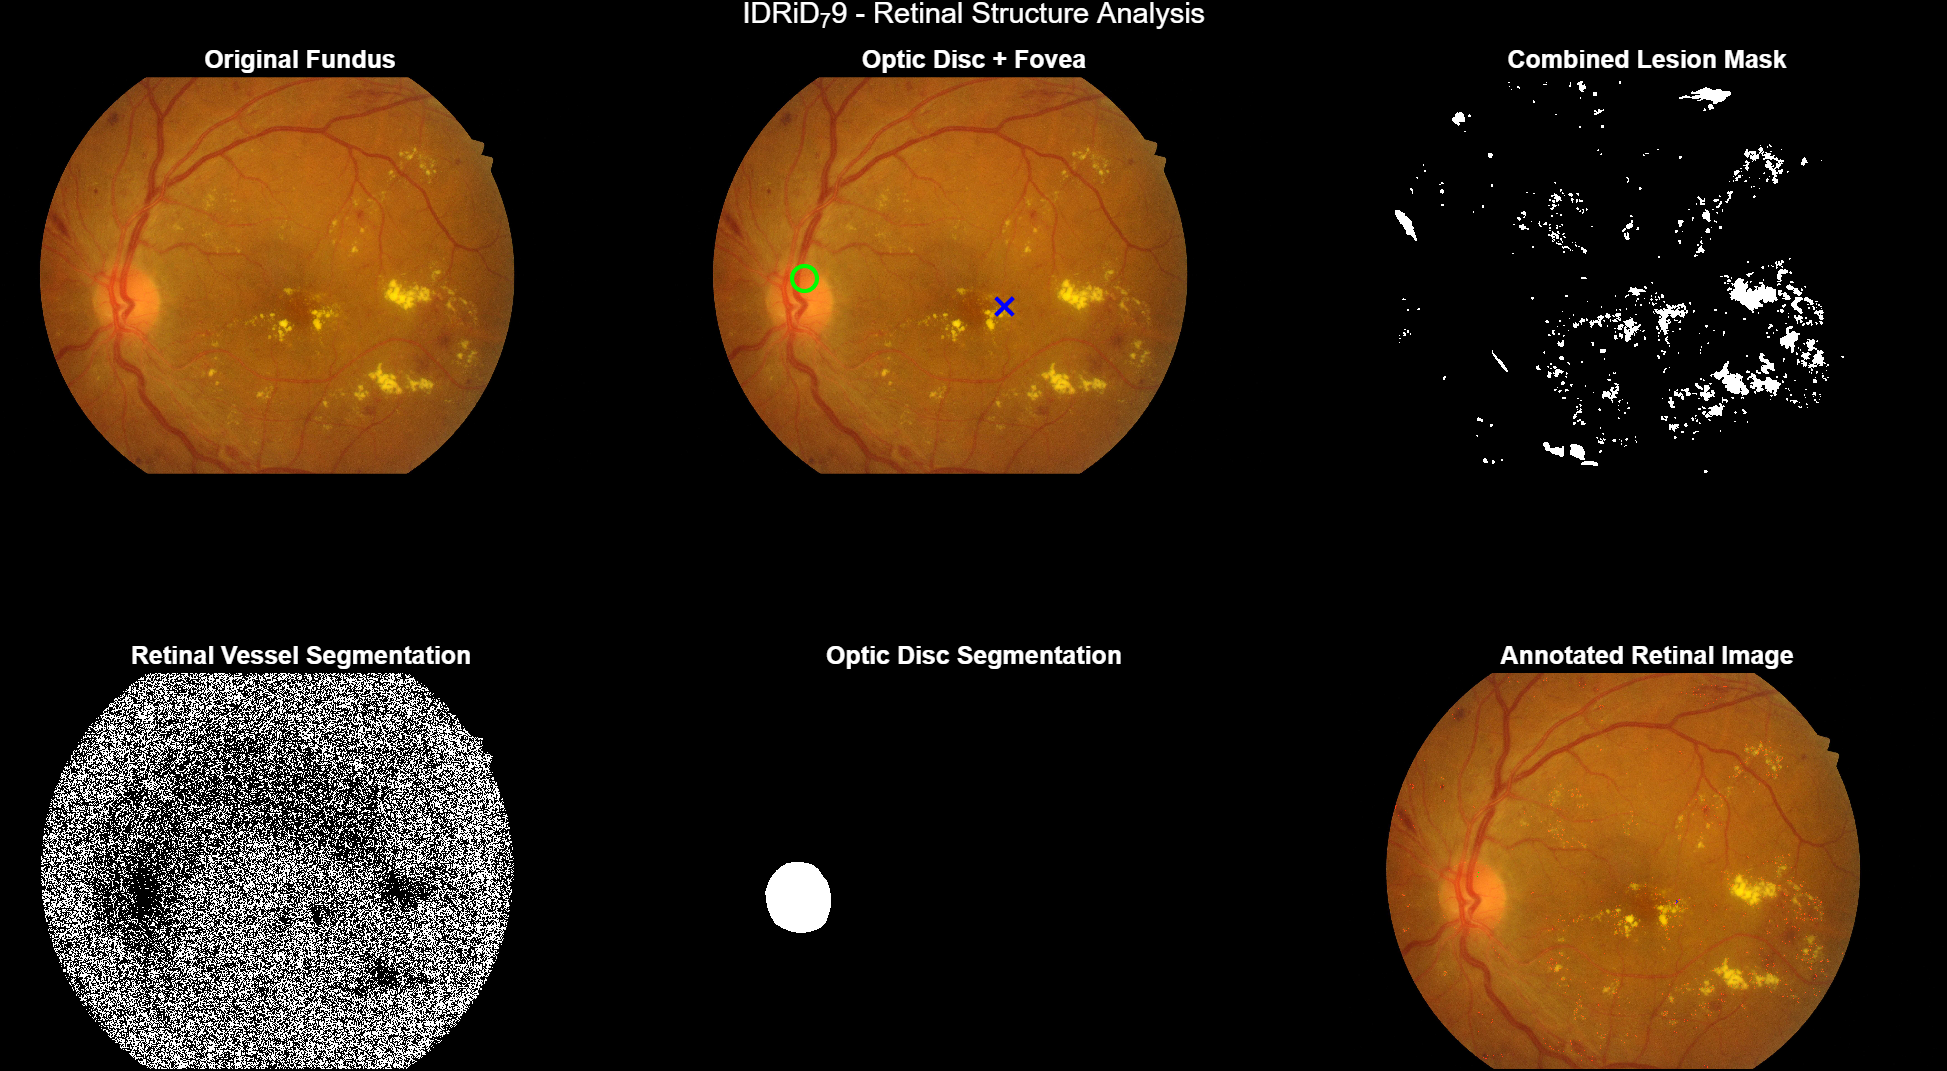 IDRiD₇9 - Retinal Structure Analysis
Original Fundus
Optic Disc + Fovea
Combined Lesion Mask
Retinal Vessel Segmentation
Optic Disc Segmentation
Annotated Retinal Image